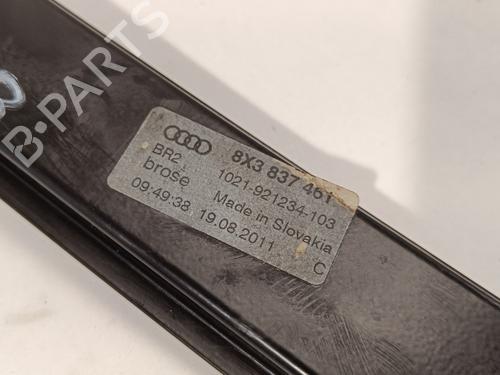 B-PARTS
8X3 837 461
BR2 1021-921234-103
brose Made in Slovakia
09:49:38 19.08.2011 C